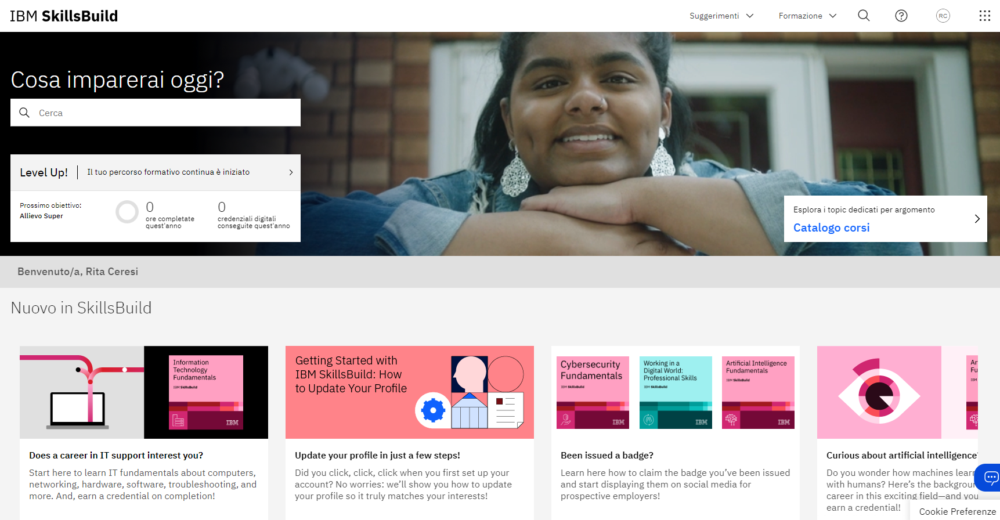 IBM SkillsBuild
Suggerimenti
Formazione
RC
Cosa imparerai oggi?
Cerca
Level Up!
Il tuo percorso formativo continua è iniziato
Prossimo obiettivo:
Allievo Super
0
ore completate
quest'anno
0
credenziali digitali
conseguite quest'anno
Esplora i topic dedicati per argomento
Catalogo corsi
Benvenuto/a, Rita Ceresi
Nuovo in SkillsBuild
Information
Technology
Fundamentals
IBM SkillsBuild
IBM
Does a career in IT support interest you?
Start here to learn IT fundamentals about computers,
networking, hardware, software, troubleshooting, and
more. And, earn a credential on completion!
Getting Started with
IBM SkillsBuild: How
to Update Your Profile
Update your profile in just a few steps!
Did you click, click, click when you first set up your
account? No worries: we’ll show you how to update
your profile so it truly matches your interests!
Cybersecurity
Fundamentals
IBM SkillsBuild
IBM
Working in a
Digital World:
Professional Skills
IBM SkillsBuild
IBM
Artificial Intelligence
Fundamentals
IBM SkillsBuild
IBM
Been issued a badge?
Learn here how to claim the badge you’ve been issued
and start displaying them on social media for
prospective employers!
Curious about artificial intelligence?
Do you wonder how machines learn
with humans? Here’s the
career in this exciting field—and you
earn a credential!
Cookie Preferenze